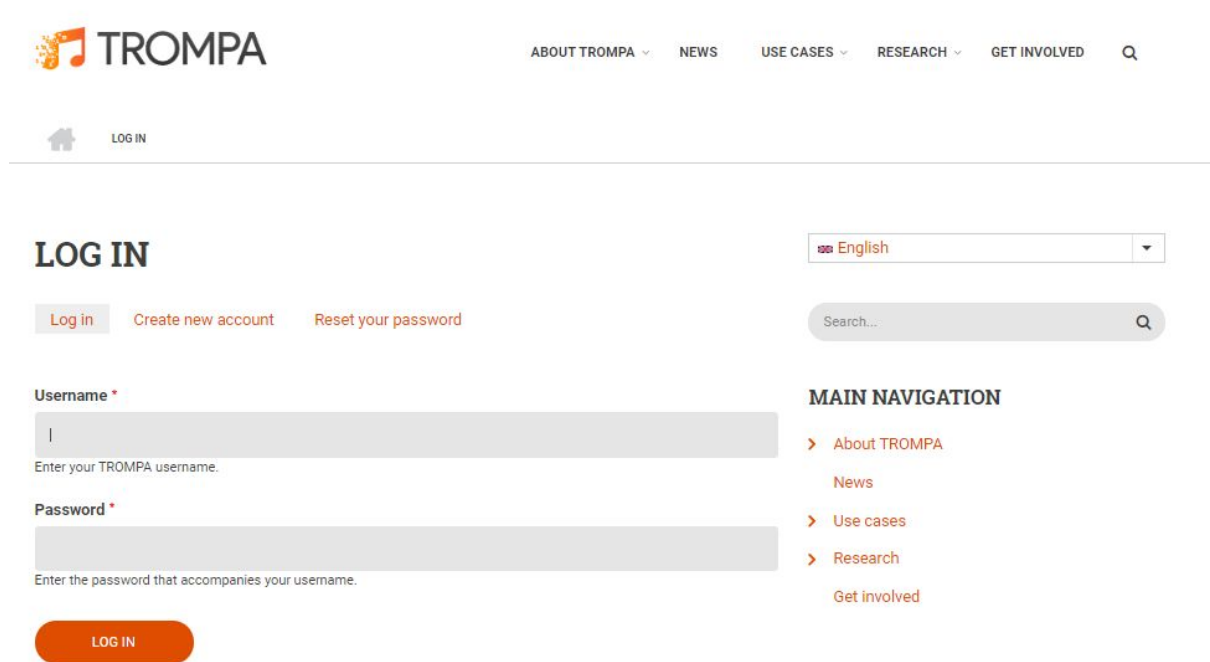 TROMPA
ABOUT TROMPA NEWS USE CASES RESEARCH GET INVOLVED
LOG IN
LOG IN
English
Log in Create new account Reset your password
Search...
Username *
Enter your TROMPA username.
Password *
Enter the password that accompanies your username.
LOG IN
MAIN NAVIGATION
About TROMPA
News
Use cases
Research
Get involved